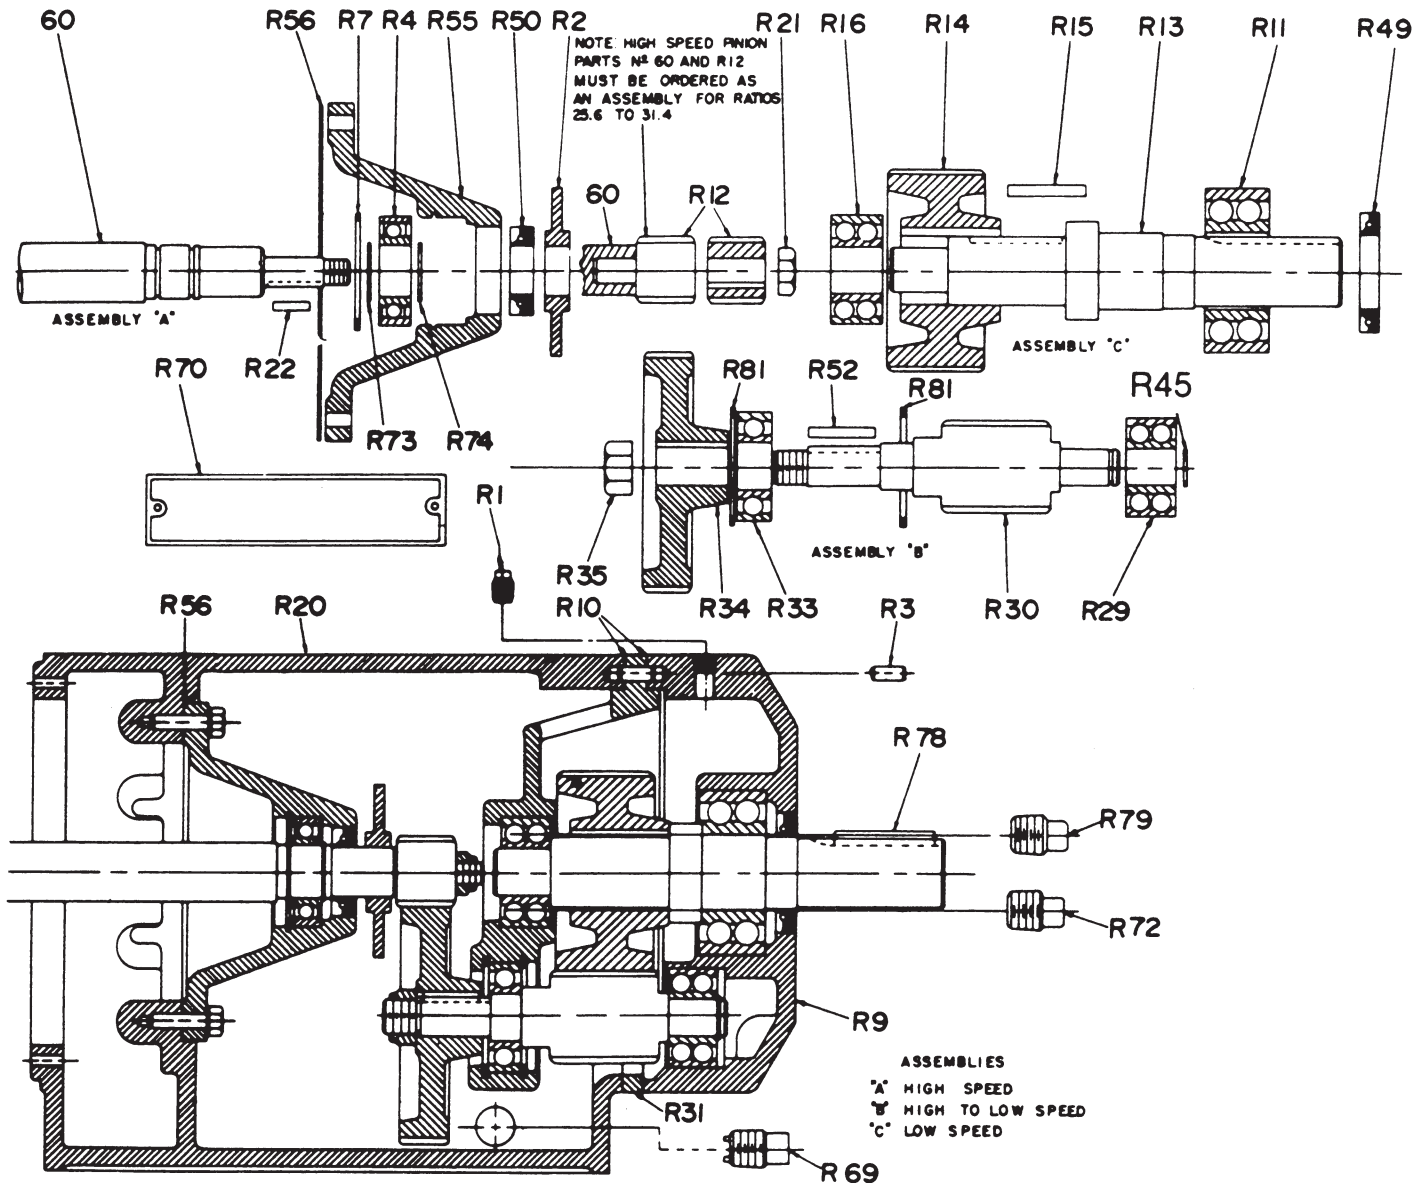 60 R56 R7 R4 R55 R50 R2 R21 R16 R14 R15 R13 R11 R49
NOTE: HIGH SPEED PINION
PARTS Nº 60 AND R12
MUST BE ORDERED AS
AN ASSEMBLY FOR RATIOS
25.6 TO 31.4
60 R12
ASSEMBLY "A"
ASSEMBLY "C"
R70 R22 R81 R52 R81 R45
R73 R74
R1
ASSEMBLY "B"
R35 R34 R33 R3 R30 R29
R56 R20 R10
R78
R79
R72
R9
ASSEMBLIES
"A" HIGH SPEED
"B" HIGH TO LOW SPEED
"C" LOW SPEED
R31
R69